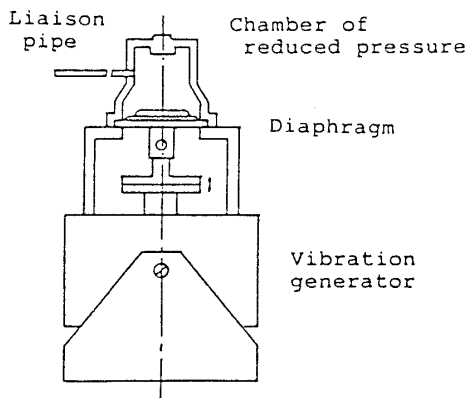 Liaison
pipe
Chamber of
reduced pressure
Diaphragm
Vibration
generator